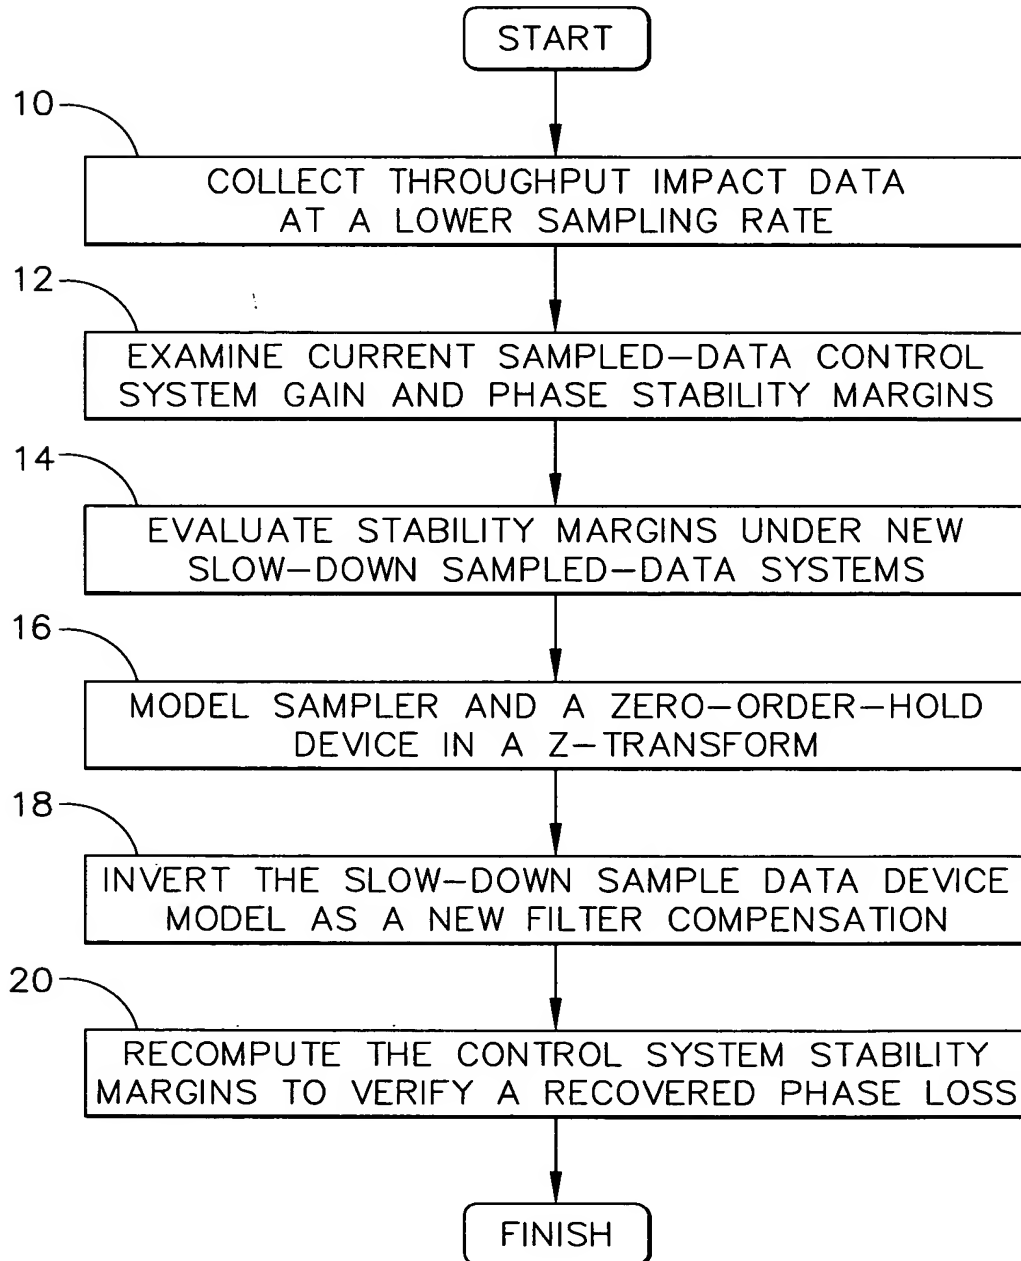 START
10
COLLECT THROUGHPUT IMPACT DATA
AT A LOWER SAMPLING RATE
12
EXAMINE CURRENT SAMPLED-DATA CONTROL
SYSTEM GAIN AND PHASE STABILITY MARGINS
14
EVALUATE STABILITY MARGINS UNDER NEW
SLOW-DOWN SAMPLED-DATA SYSTEMS
16
MODEL SAMPLER AND A ZERO-ORDER-HOLD
DEVICE IN A Z-TRANSFORM
18
INVERT THE SLOW-DOWN SAMPLE DATA DEVICE
MODEL AS A NEW FILTER COMPENSATION
20
RECOMPUTE THE CONTROL SYSTEM STABILITY
MARGINS TO VERIFY A RECOVERED PHASE LOSS
FINISH